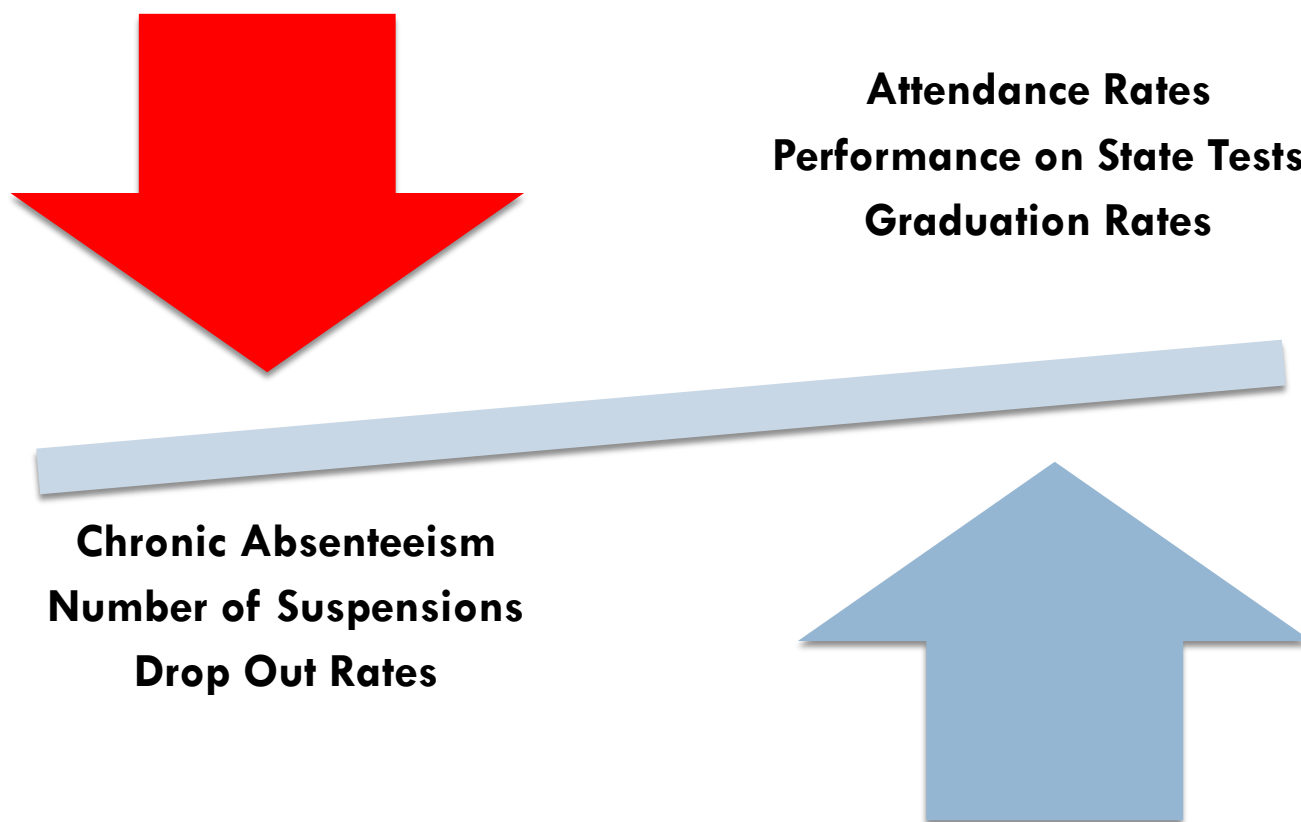 Attendance Rates
Performance on State Tests
Graduation Rates
Chronic Absenteeism
Number of Suspensions
Drop Out Rates